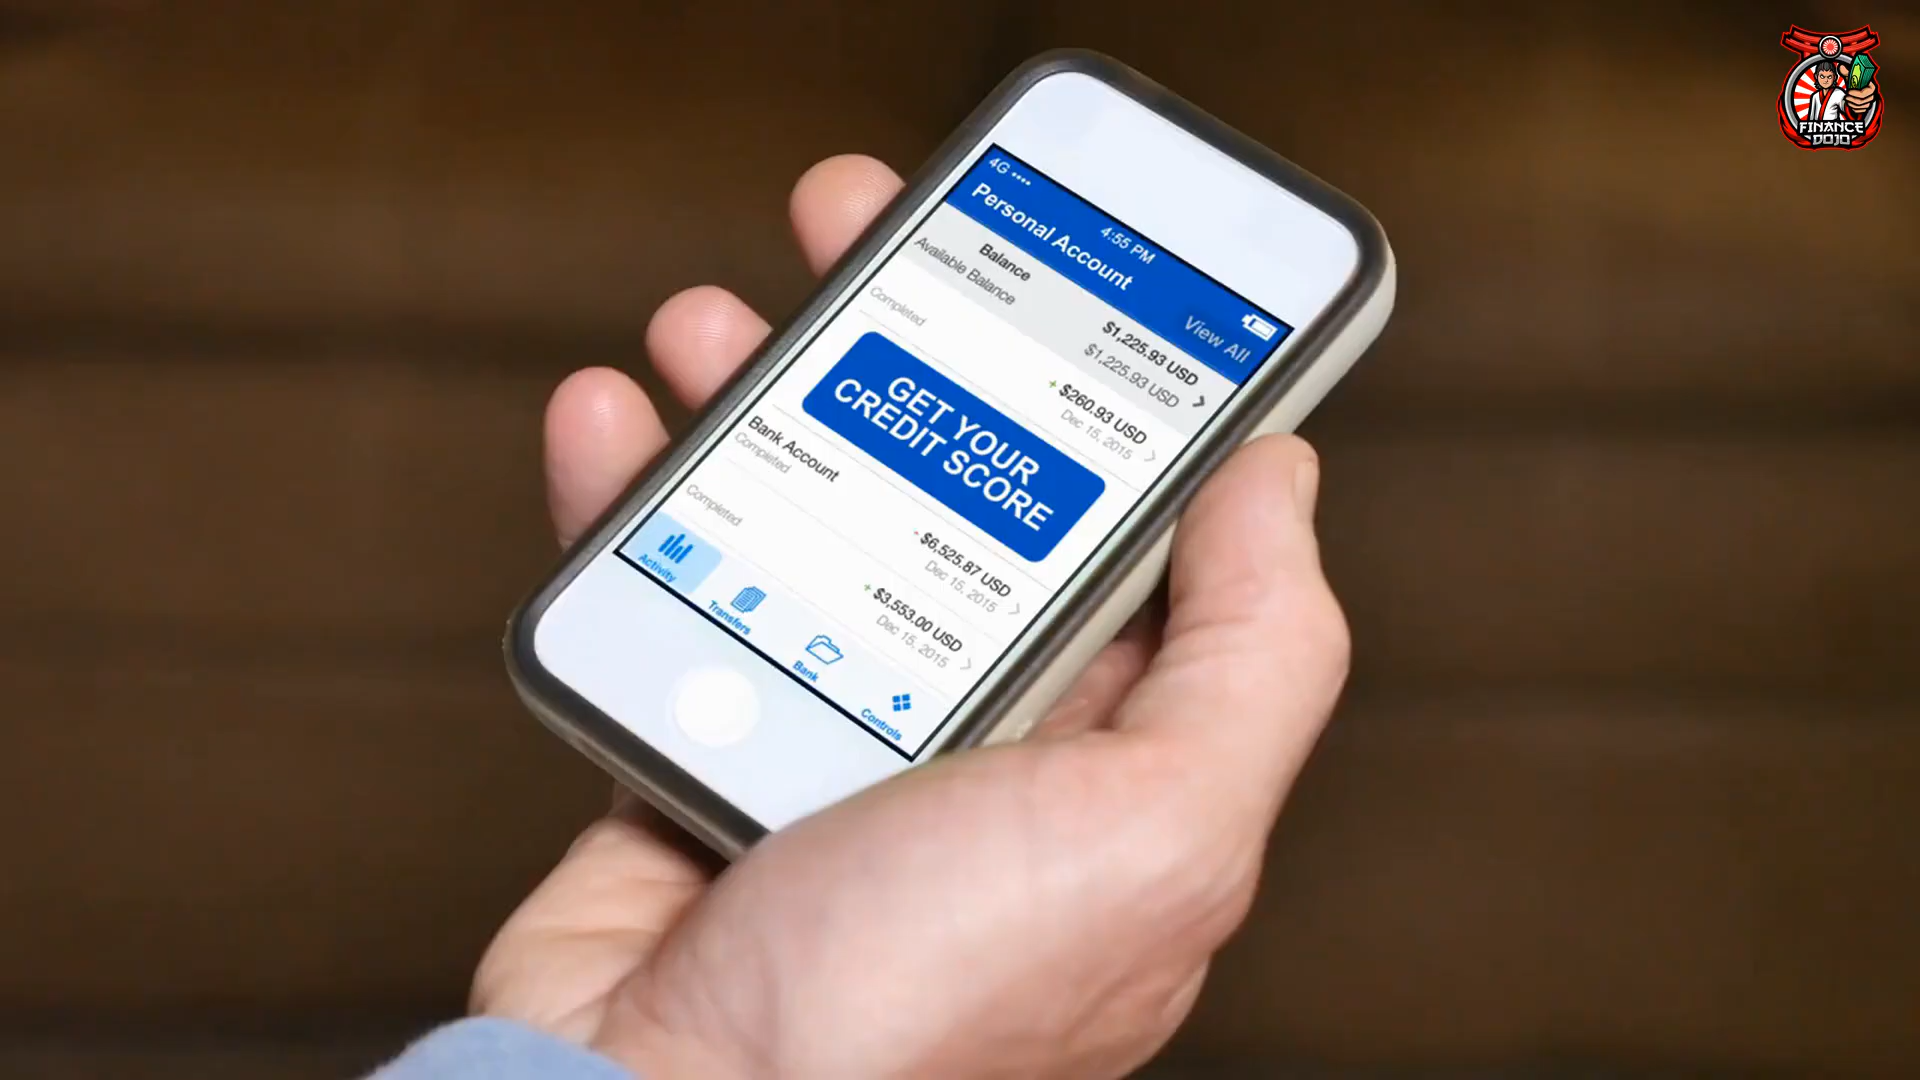 4G
4:55 PM
Personal Account
View All
Balance
$1,225.93 USD
Available Balance
$1,225.93 USD
Completed
+ $260.93 USD
Dec 15, 2015
GET YOUR
CREDIT SCORE
Bank Account
Completed
- $6,525.87 USD
Dec 15, 2015
Completed
+ $3,553.00 USD
Dec 15, 2015
Activity
Transfers
Bank
Controls
FINANCE
DOJO